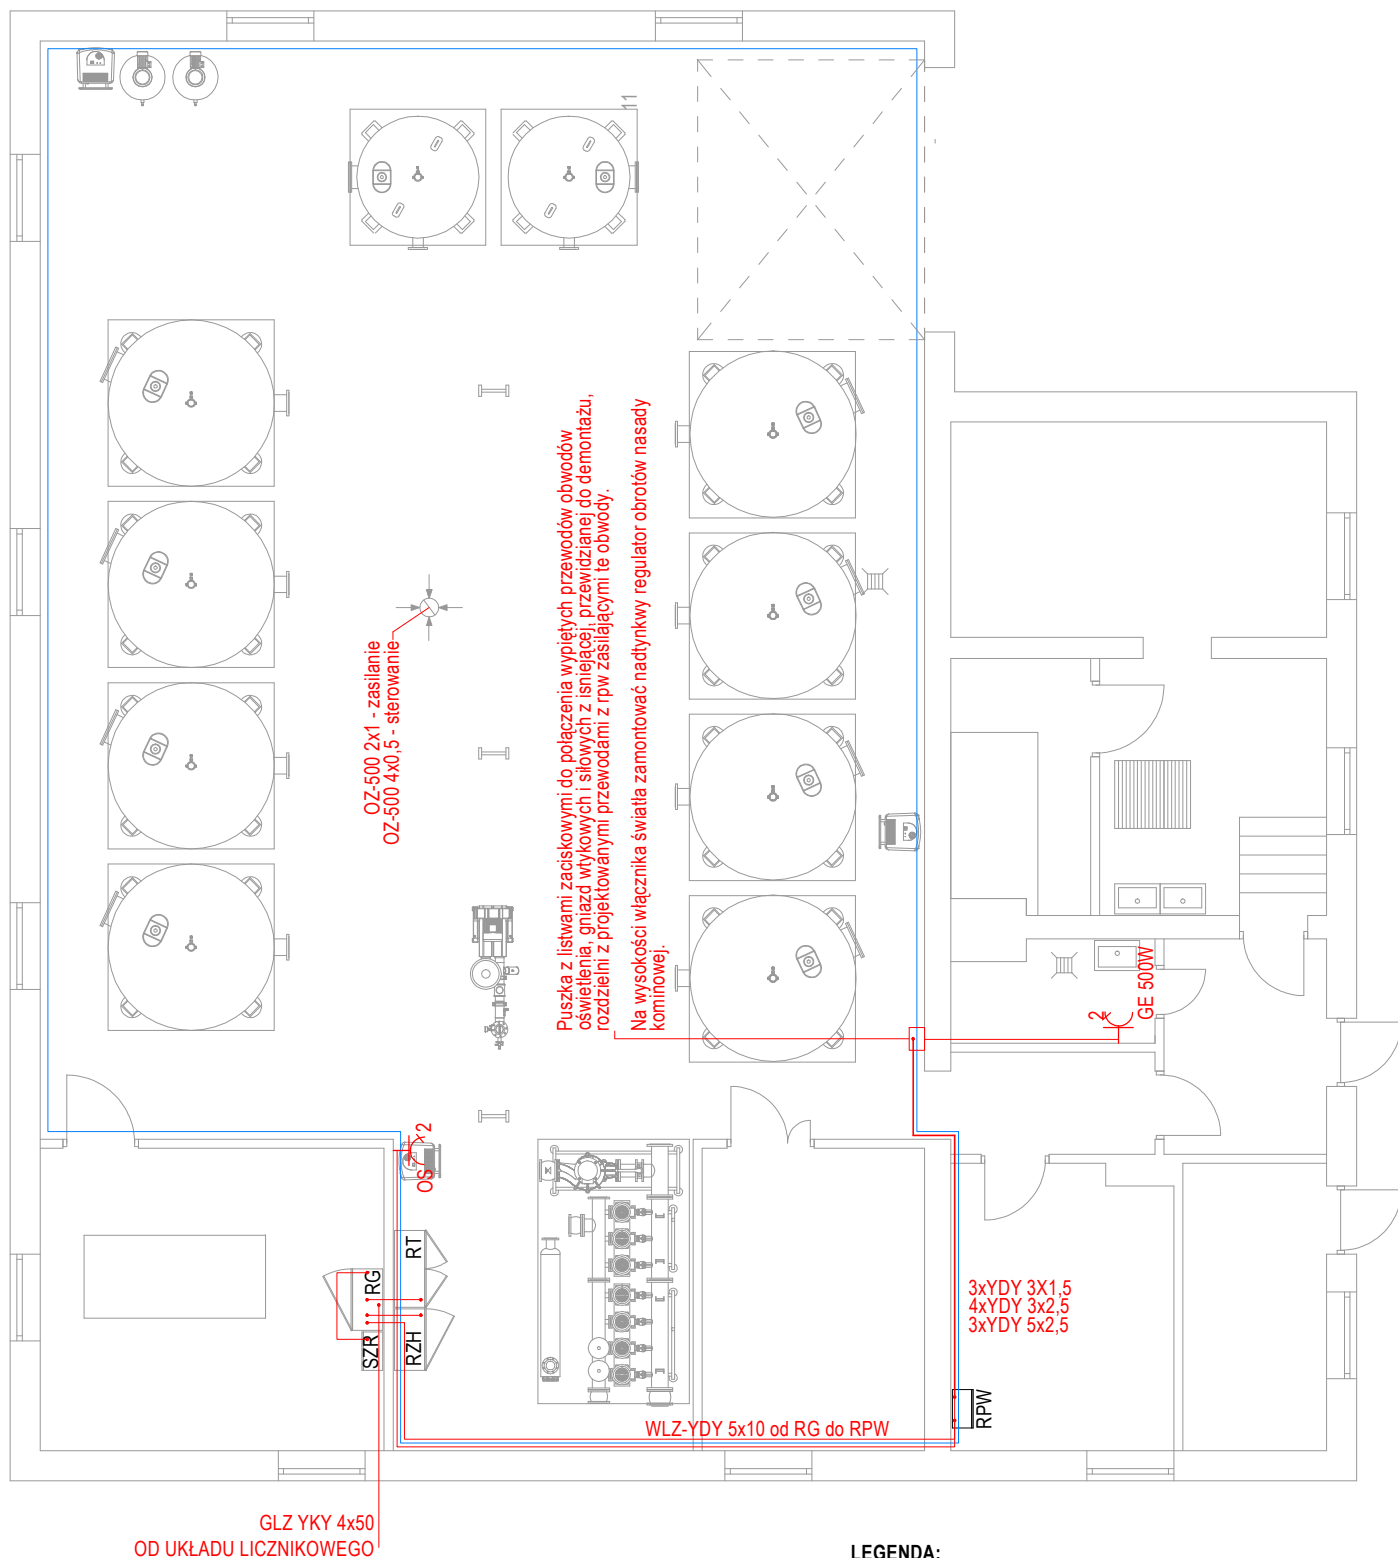 11
Puszka z listwami zaciskowymi do połączenia wypiętych przewodów obwodów
oświetlenia, gniazd wtykowych i siłowych z isniejącej, przewidzianej do demontażu,
rozdzielni z projektowanymi przewodami z rpw zasilającymi te obwody.
Na wysokości włącznika światła zamontować nadtynkwy regulator obrotów nasady
kominowej.
OZ-500 2x1 - zasilanie
OZ-500 4x0,5 - sterowanie
2
GE 500W
2
OS
RT
RG
SZR
RZH
3xYDY 3X1,5
4xYDY 3x2,5
3xYDY 5x2,5
RPW
WLZ-YDY 5x10 od RG do RPW
GLZ YKY 4x50
OD UKŁADU LICZNIKOWEGO
LEGENDA: